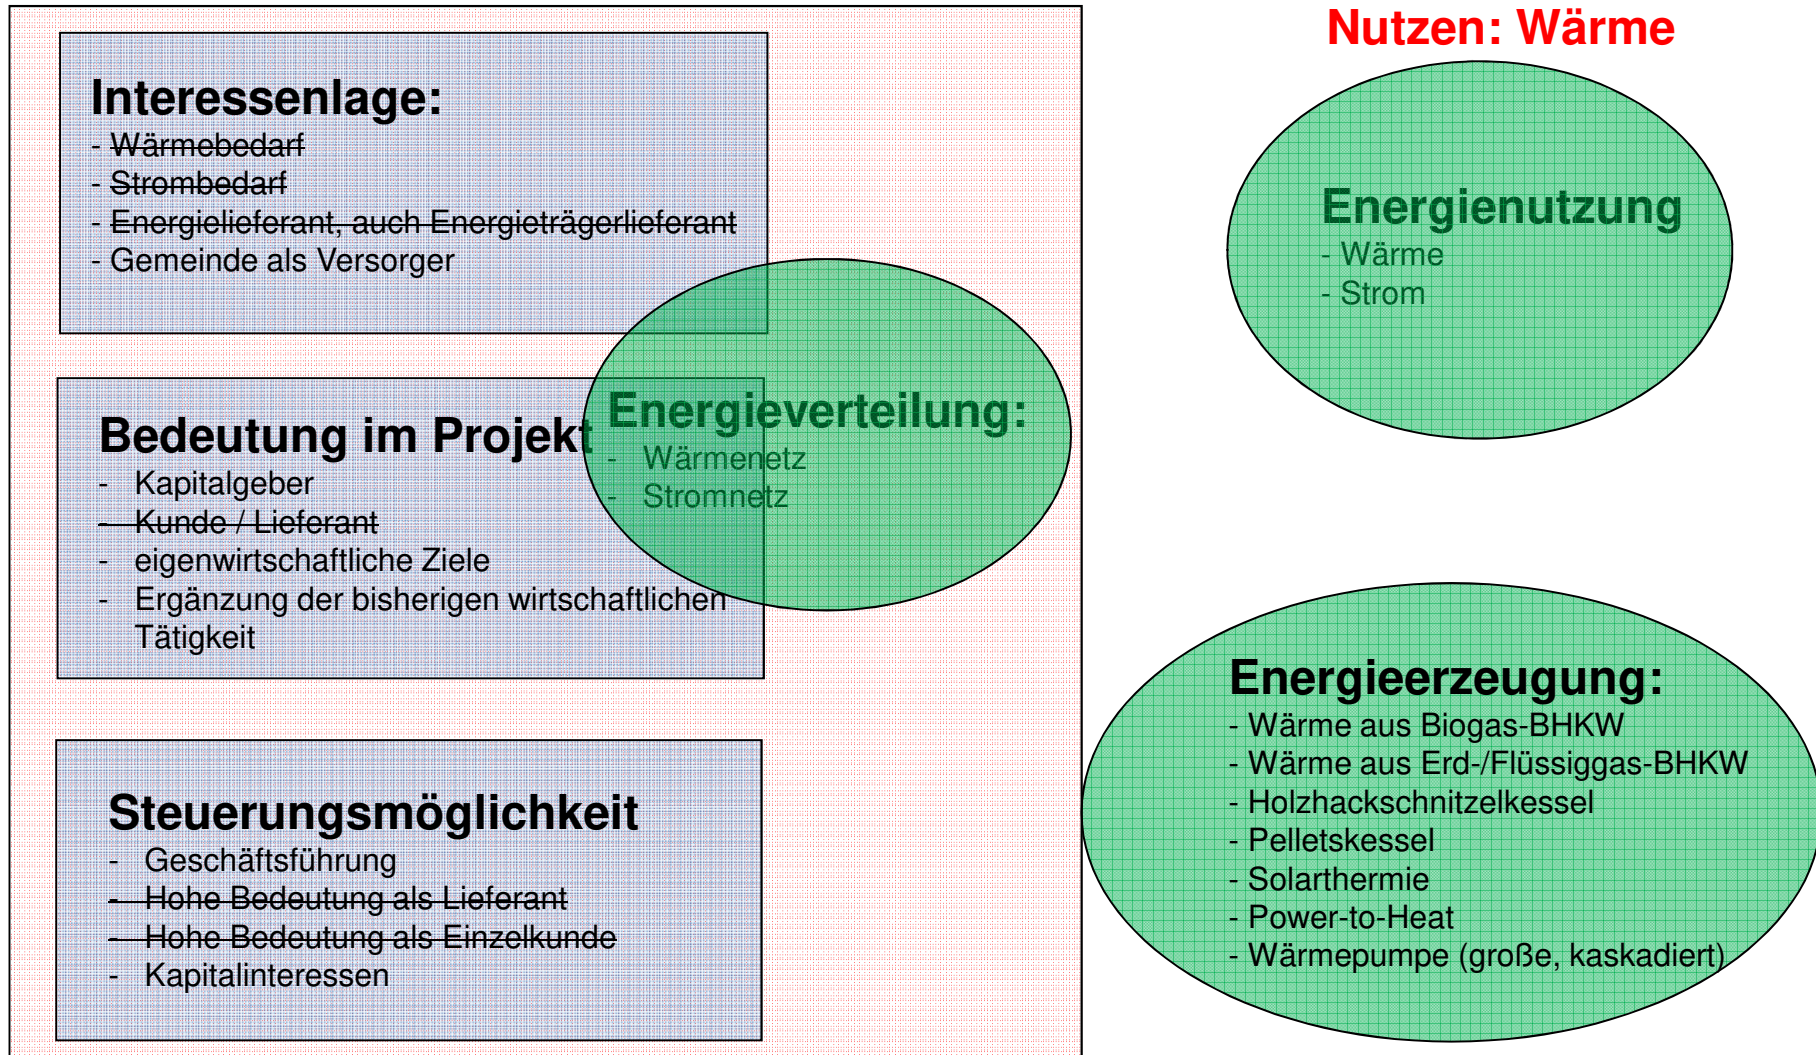 Nutzen: Wärme
Interessenlage:
- Wärmebedarf
- Strombedarf
- Energielieferant, auch Energieträgerlieferant
- Gemeinde als Versorger
Bedeutung im Projekt
- Kapitalgeber
- Kunde / Lieferant
- eigenwirtschaftliche Ziele
- Ergänzung der bisherigen wirtschaftlichen
Tätigkeit
Steuerungsmöglichkeit
- Geschäftsführung
- Hohe Bedeutung als Lieferant
- Hohe Bedeutung als Einzelkunde
- Kapitalinteressen
Energieverteilung:
- Wärmenetz
- Stromnetz
Energienutzung
- Wärme
- Strom
Energieerzeugung:
- Wärme aus Biogas-BHKW
- Wärme aus Erd-/Flüssiggas-BHKW
- Holzhackschnitzelkessel
- Pelletskessel
- Solarthermie
- Power-to-Heat
- Wärmepumpe (große, kaskadiert)